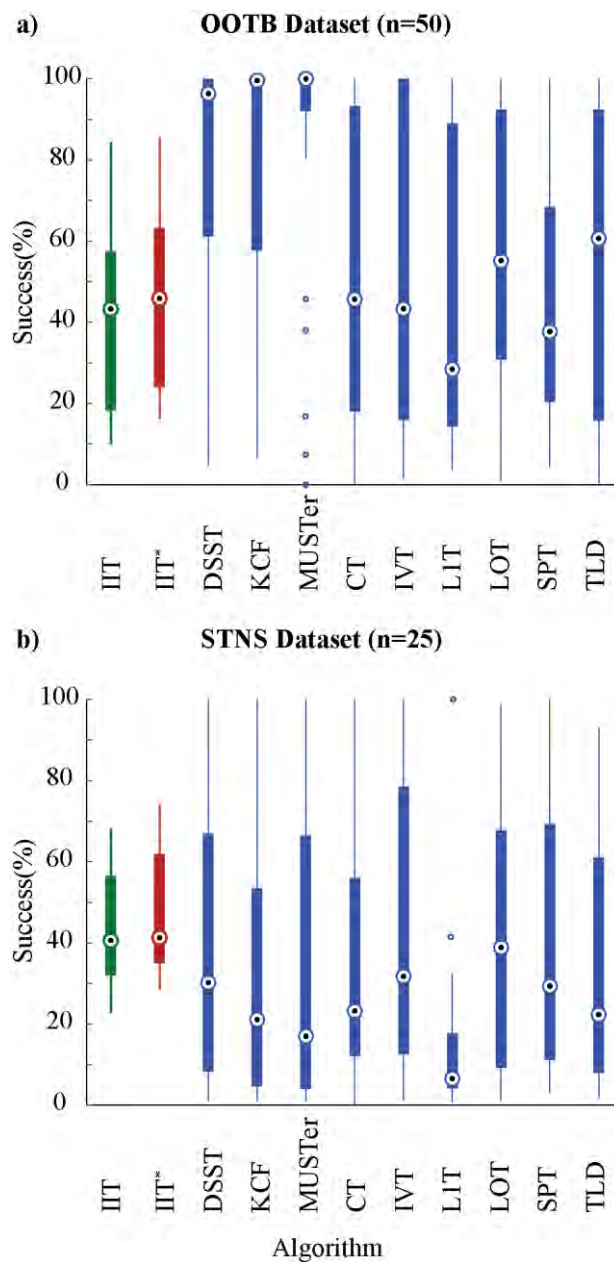 a) OOTB Dataset (n=50)
100
80
60
40
20
0
Success(%)
IIT
IIT*
DSST
KCF
MUSTer
CT
IVT
L1T
LOT
SPT
TLD
b) STNS Dataset (n=25)
100
80
60
40
20
0
Success(%)
IIT
IIT*
DSST
KCF
MUSTer
CT
IVT
L1T
LOT
SPT
TLD
Algorithm